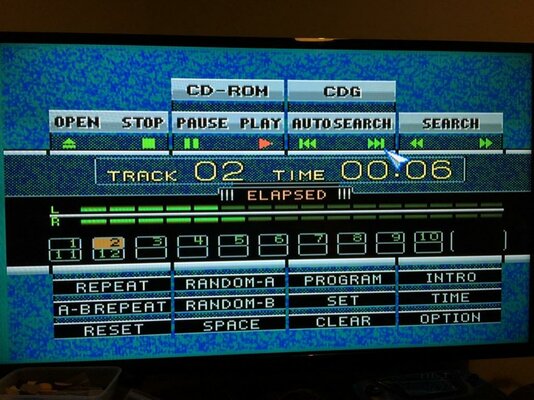 CD-ROM CDG
OPEN STOP PAUSE PLAY AUTO SEARCH SEARCH
TRACK 02 TIME 00:06
ELAPSED
L
R
1 2 3 4 5 6 7 8 9 10
11 12
REPEAT RANDOM-A PROGRAM INTRO
A-B REPEAT RANDOM-B SET TIME
RESET SPACE CLEAR OPTION